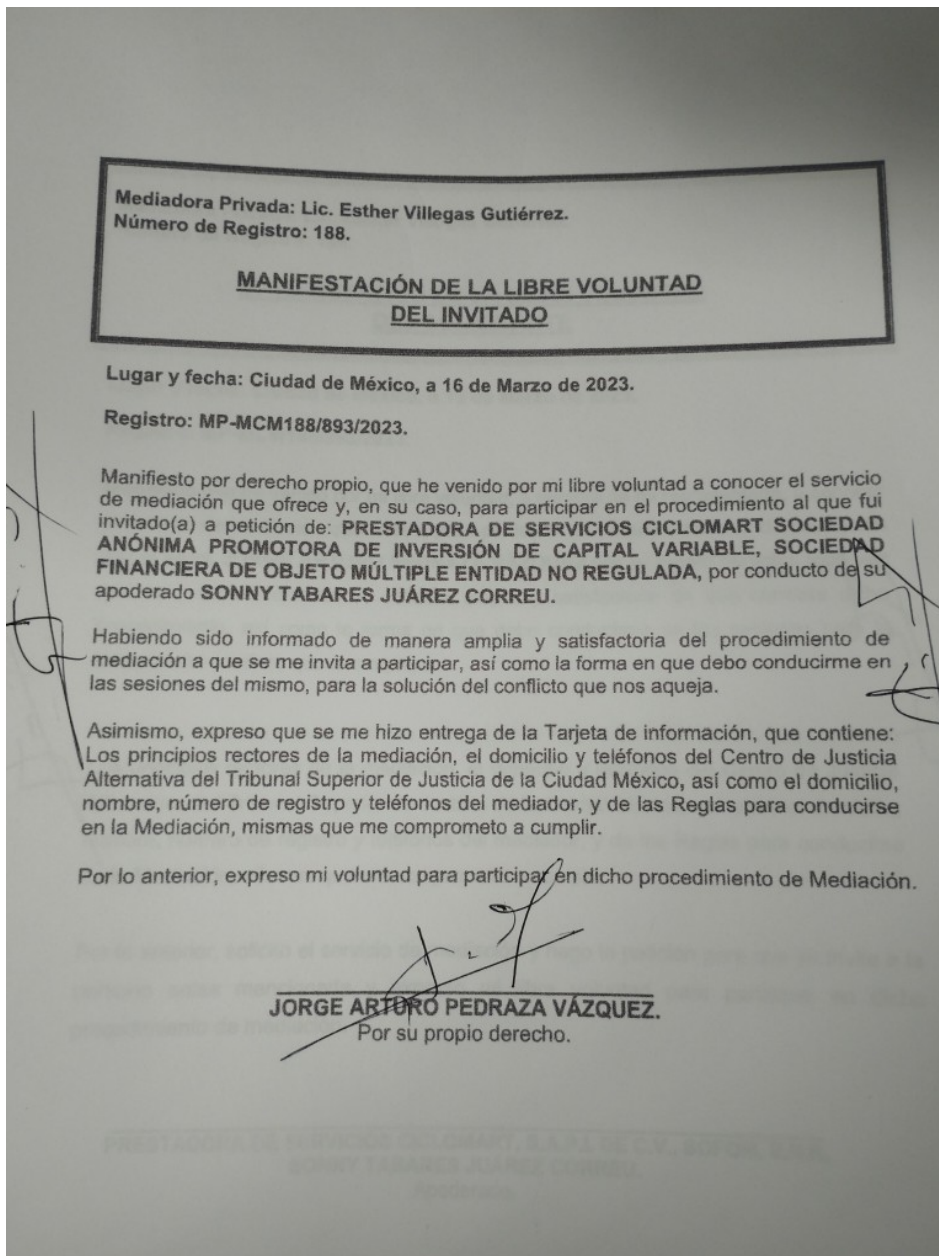 Mediadora Privada: Lic. Esther Villegas Gutiérrez.
Número de Registro: 188.
MANIFESTACIÓN DE LA LIBRE VOLUNTAD
DEL INVITADO
Lugar y fecha: Ciudad de México, a 16 de Marzo de 2023.
Registro: MP-MCM188/893/2023.
Manifiesto por derecho propio, que he venido por mi libre voluntad a conocer el servicio
de mediación que ofrece y, en su caso, para participar en el procedimiento al que fui
invitado(a) a petición de: PRESTADORA DE SERVICIOS CICLOMART SOCIEDAD
ANÓNIMA PROMOTORA DE INVERSIÓN DE CAPITAL VARIABLE, SOCIEDAD
FINANCIERA DE OBJETO MÚLTIPLE ENTIDAD NO REGULADA, por conducto de su
apoderado SONNY TABARES JUÁREZ CORREU.
Habiendo sido informado de manera amplia y satisfactoria del procedimiento de
mediación a que se me invita a participar, así como la forma en que debo conducirme en
las sesiones del mismo, para la solución del conflicto que nos aqueja.
Asimismo, expreso que se me hizo entrega de la Tarjeta de información, que contiene:
Los principios rectores de la mediación, el domicilio y teléfonos del Centro de Justicia
Alternativa del Tribunal Superior de Justicia de la Ciudad México, así como el domicilio,
nombre, número de registro y teléfonos del mediador, y de las Reglas para conducirse
en la Mediación, mismas que me comprometo a cumplir.
Por lo anterior, expreso mi voluntad para participar en dicho procedimiento de Mediación.
JORGE ARTURO PEDRAZA VÁZQUEZ.
Por su propio derecho.
PRESTADORA DE SERVICIOS CICLOMART, S.A.P.I. DE C.V., SOFOM, E.N.R.
SONNY TABARES JUÁREZ CORREU.
Apoderado.